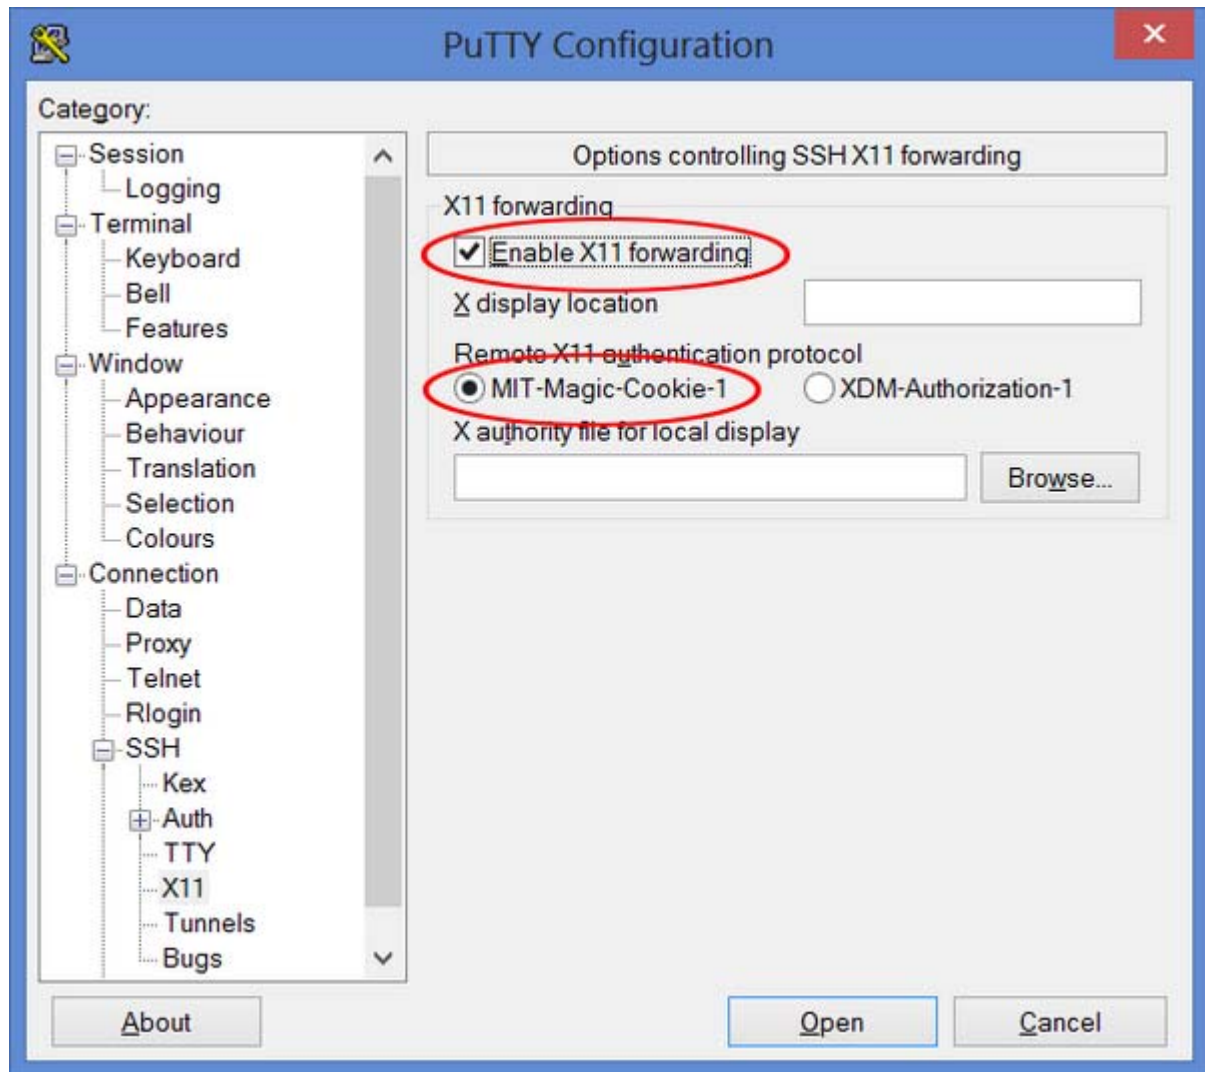 PuTTY Configuration
Category:
Session
Logging
Terminal
Keyboard
Bell
Features
Window
Appearance
Behaviour
Translation
Selection
Colours
Connection
Data
Proxy
Telnet
Rlogin
SSH
Kex
Auth
TTY
X11
Tunnels
Bugs
Options controlling SSH X11 forwarding
X11 forwarding
Enable X11 forwarding
X display location
Remote X11 authentication protocol
MIT-Magic-Cookie-1 XDM-Authorization-1
X authority file for local display
Browse...
About Open Cancel